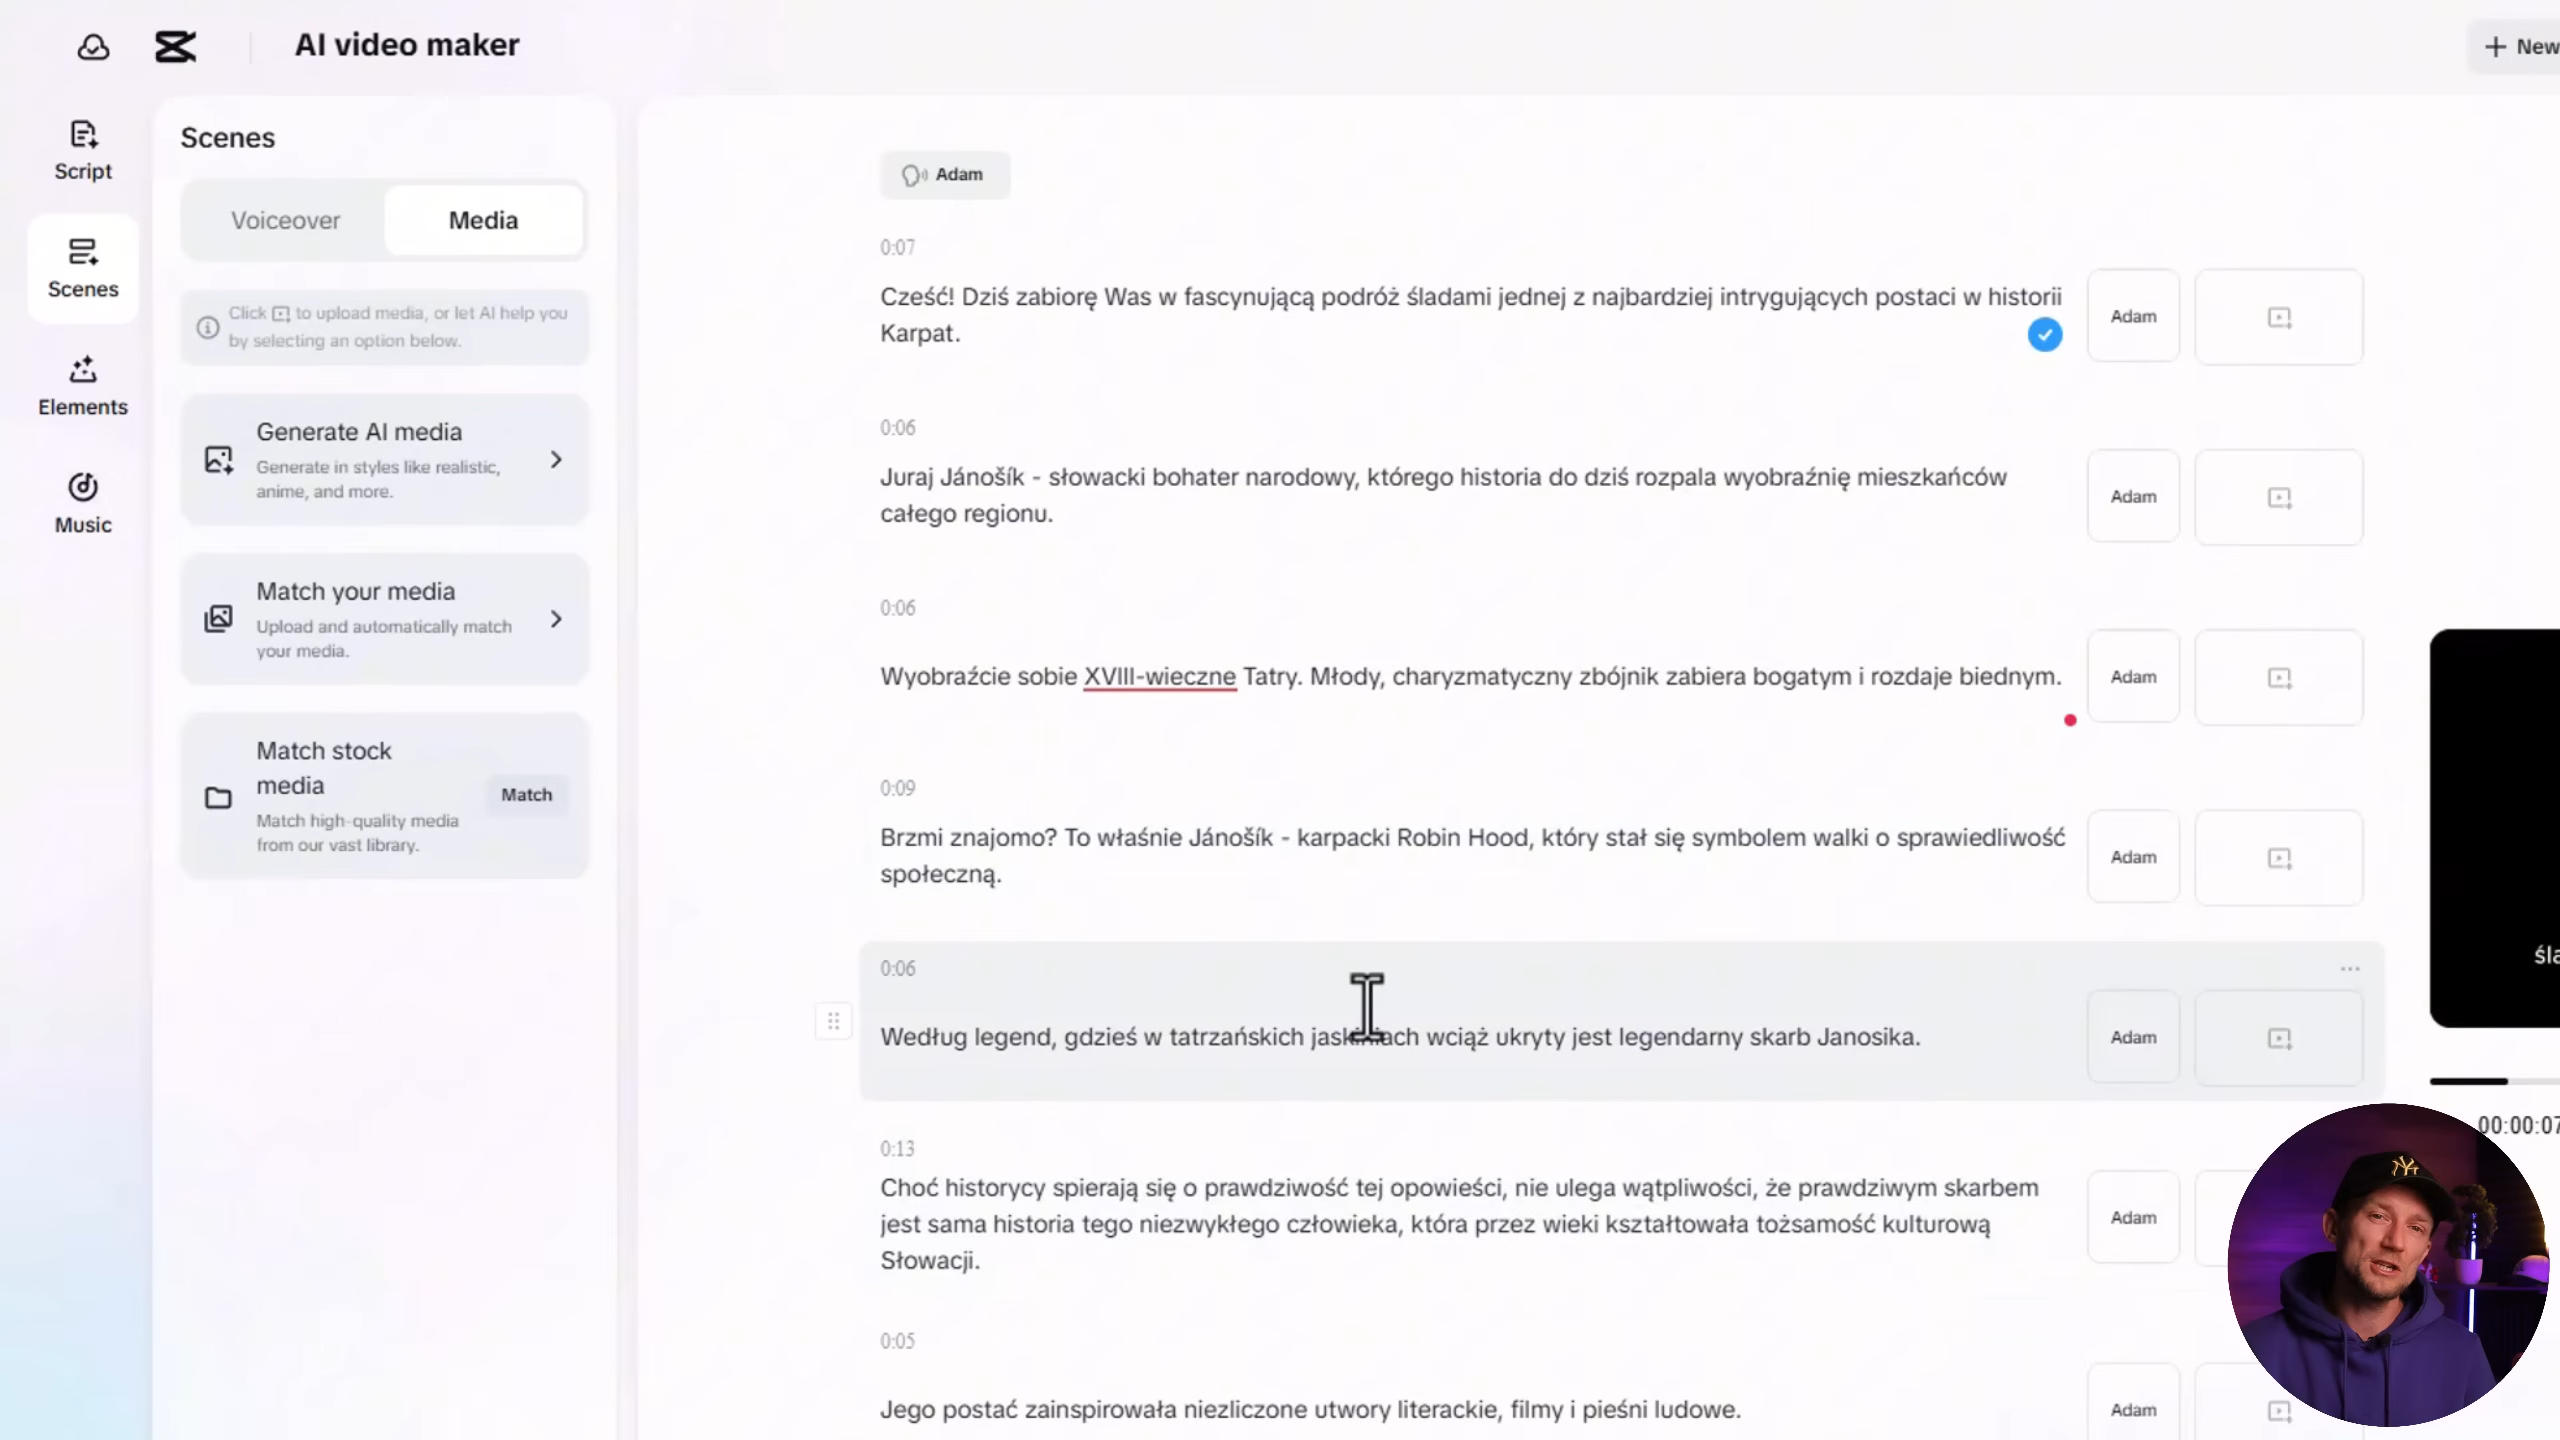 AI video maker
+ New
Script
Scenes
Elements
Music
Scenes
Voiceover
Media
Click to upload media, or let AI help you
by selecting an option below.
Generate AI media
Generate in styles like realistic,
anime, and more.
Match your media
Upload and automatically match
your media.
Match stock
media
Match
Match high-quality media
from our vast library.
Adam
0:07
Cześć! Dziś zabiorę Was w fascynującą podróż śladami jednej z najbardziej intrygujących postaci w historii
Karpat.
Adam
0:06
Juraj Jánošík - słowacki bohater narodowy, którego historia do dziś rozpala wyobraźnię mieszkańców
całego regionu.
Adam
0:06
Wyobraźcie sobie XVIII-wieczne Tatry. Młody, charyzmatyczny zbójnik zabiera bogatym i rozdaje biednym.
Adam
0:09
Brzmi znajomo? To właśnie Jánošík - karpacki Robin Hood, który stał się symbolem walki o sprawiedliwość
społeczną.
Adam
0:06
Według legend, gdzieś w tatrzańskich jaskiniach wciąż ukryty jest legendarny skarb Janosika.
Adam
0:13
Choć historycy spierają się o prawdziwość tej opowieści, nie ulega wątpliwości, że prawdziwym skarbem
jest sama historia tego niezwykłego człowieka, która przez wieki kształtowała tożsamość kulturową
Słowacji.
Adam
0:05
Jego postać zainspirowała niezliczone utwory literackie, filmy i pieśni ludowe.
Adam
śla
00:00:07
NY